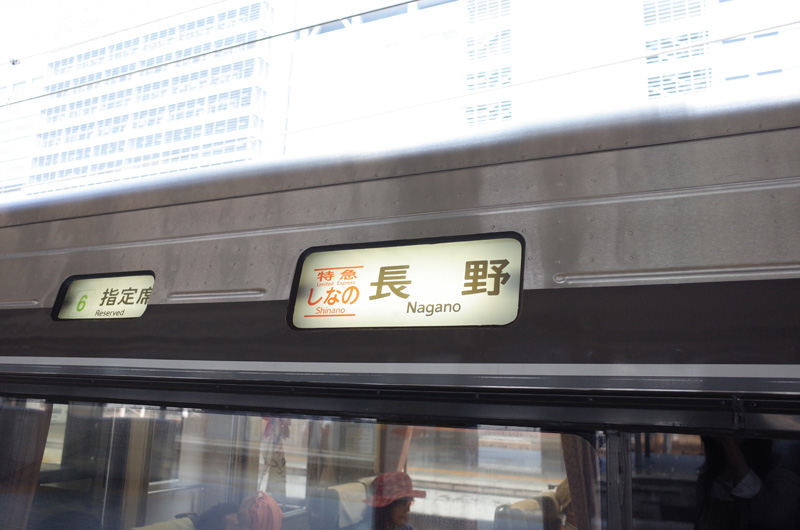 6 指定席
Reserved
特急
Limited Express
しなの
Shinano
長野
Nagano